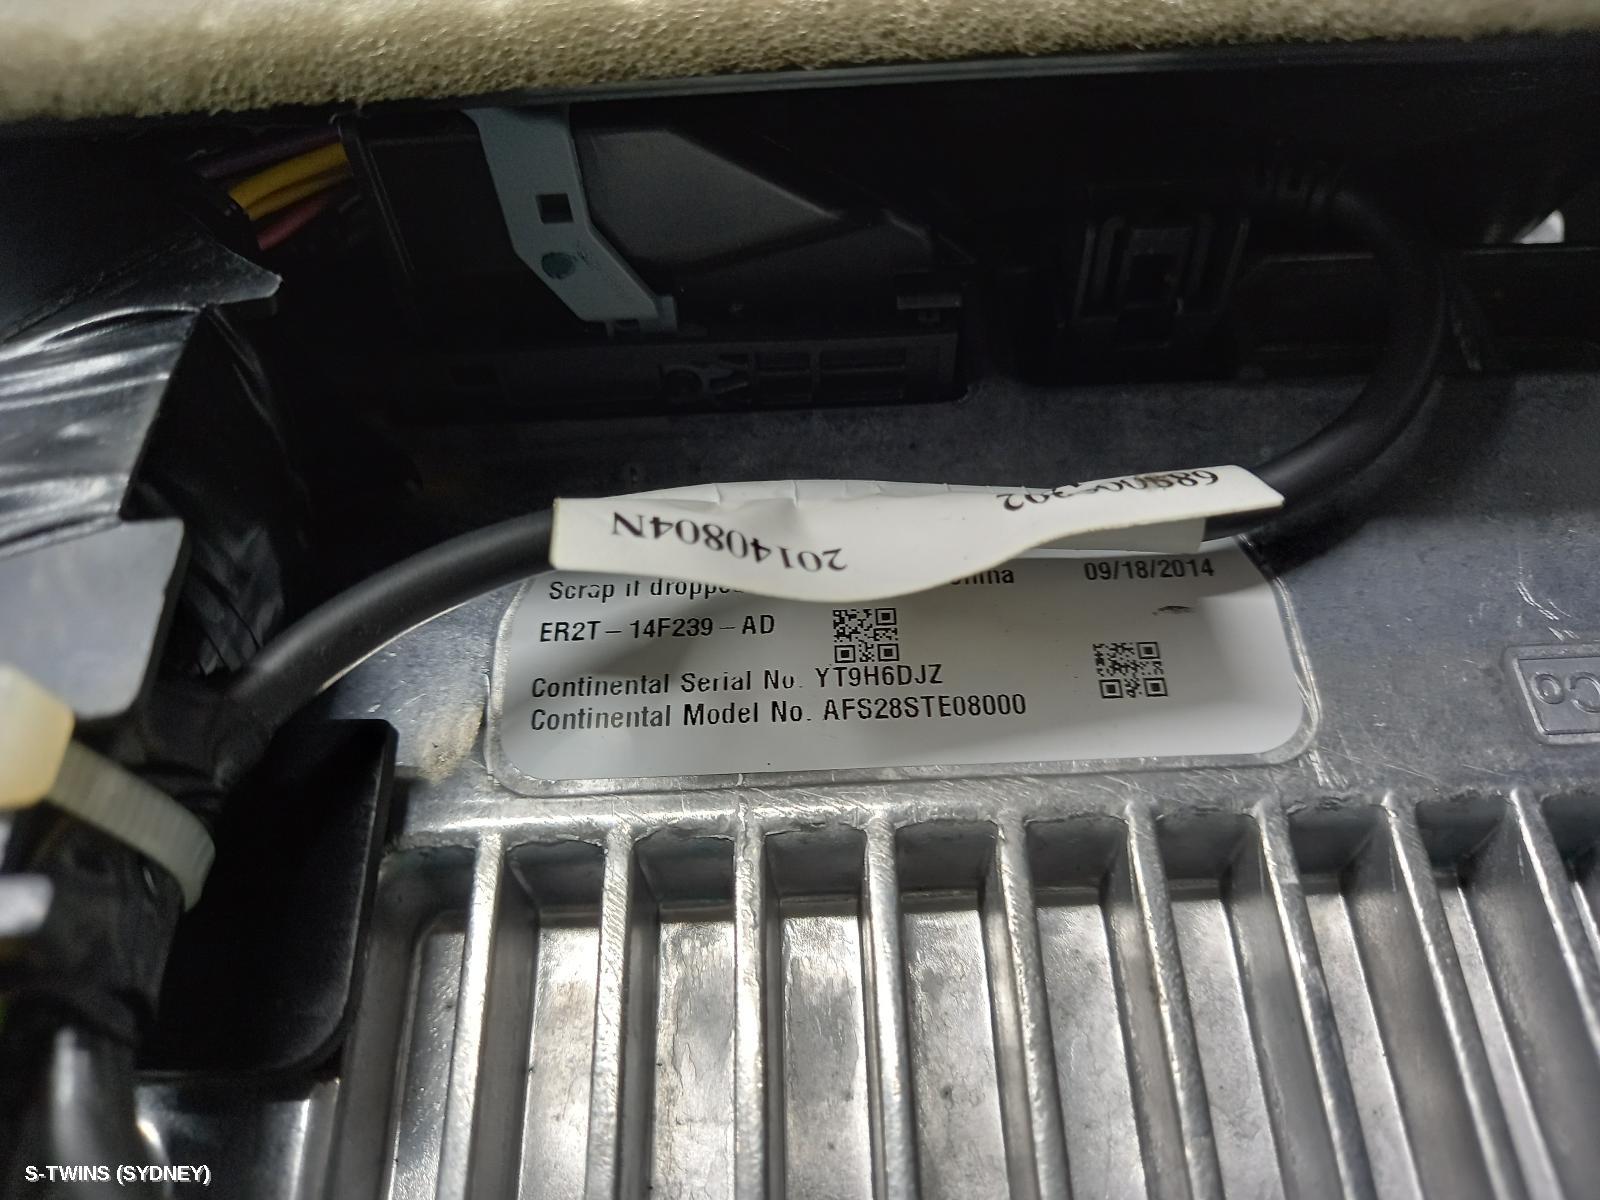 20140804N
Scrap if
09/18/2014
ER2T-14F239-AD
Continental Serial No. YT9H6DJZ
Continental Model No. AFS28STE08000
Co
S-TWINS (SYDNEY)